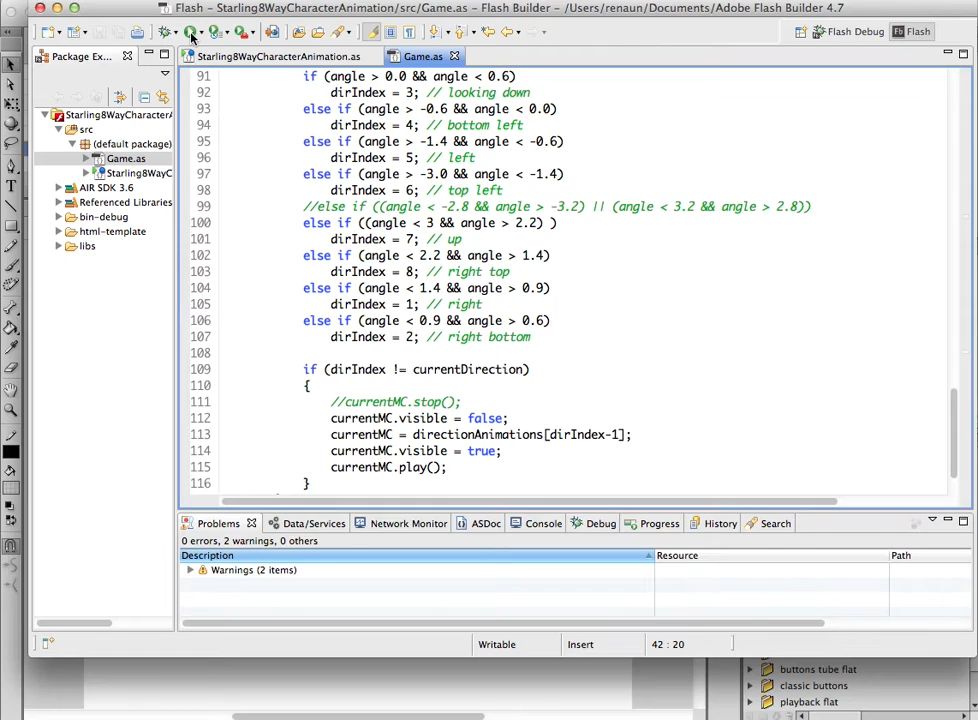 Flash - Starling8WayCharacterAnimation/src/Game.as - Flash Builder - /Users/renaun/Documents/Adobe Flash Builder 4.7
Flash Debug
Flash
Package Ex...
Starling8WayCharacterAnimation.as
Game.as
Starling8WayCharacterA
src
(default package)
Game.as
Starling8WayC
AIR SDK 3.6
Referenced Libraries
bin-debug
html-template
libs
91 if (angle > 0.0 && angle < 0.6)
92 dirIndex = 3; // looking down
93 else if (angle > -0.6 && angle < 0.0)
94 dirIndex = 4; // bottom left
95 else if (angle > -1.4 && angle < -0.6)
96 dirIndex = 5; // left
97 else if (angle > -3.0 && angle < -1.4)
98 dirIndex = 6; // top left
99 //else if ((angle < -2.8 && angle > -3.2) || (angle < 3.2 && angle > 2.8))
100 else if ((angle < 3 && angle > 2.2) )
101 dirIndex = 7; // up
102 else if (angle < 2.2 && angle > 1.4)
103 dirIndex = 8; // right top
104 else if (angle < 1.4 && angle > 0.9)
105 dirIndex = 1; // right
106 else if (angle < 0.9 && angle > 0.6)
107 dirIndex = 2; // right bottom
108
109 if (dirIndex != currentDirection)
110 {
111 //currentMC.stop();
112 currentMC.visible = false;
113 currentMC = directionAnimations[dirIndex-1];
114 currentMC.visible = true;
115 currentMC.play();
116 }
Problems
Data/Services
Network Monitor
ASDoc
Console
Debug
Progress
History
Search
0 errors, 2 warnings, 0 others
Description Resource Path
Warnings (2 items)
Writable Insert 42 : 20
buttons tube flat
classic buttons
playback flat